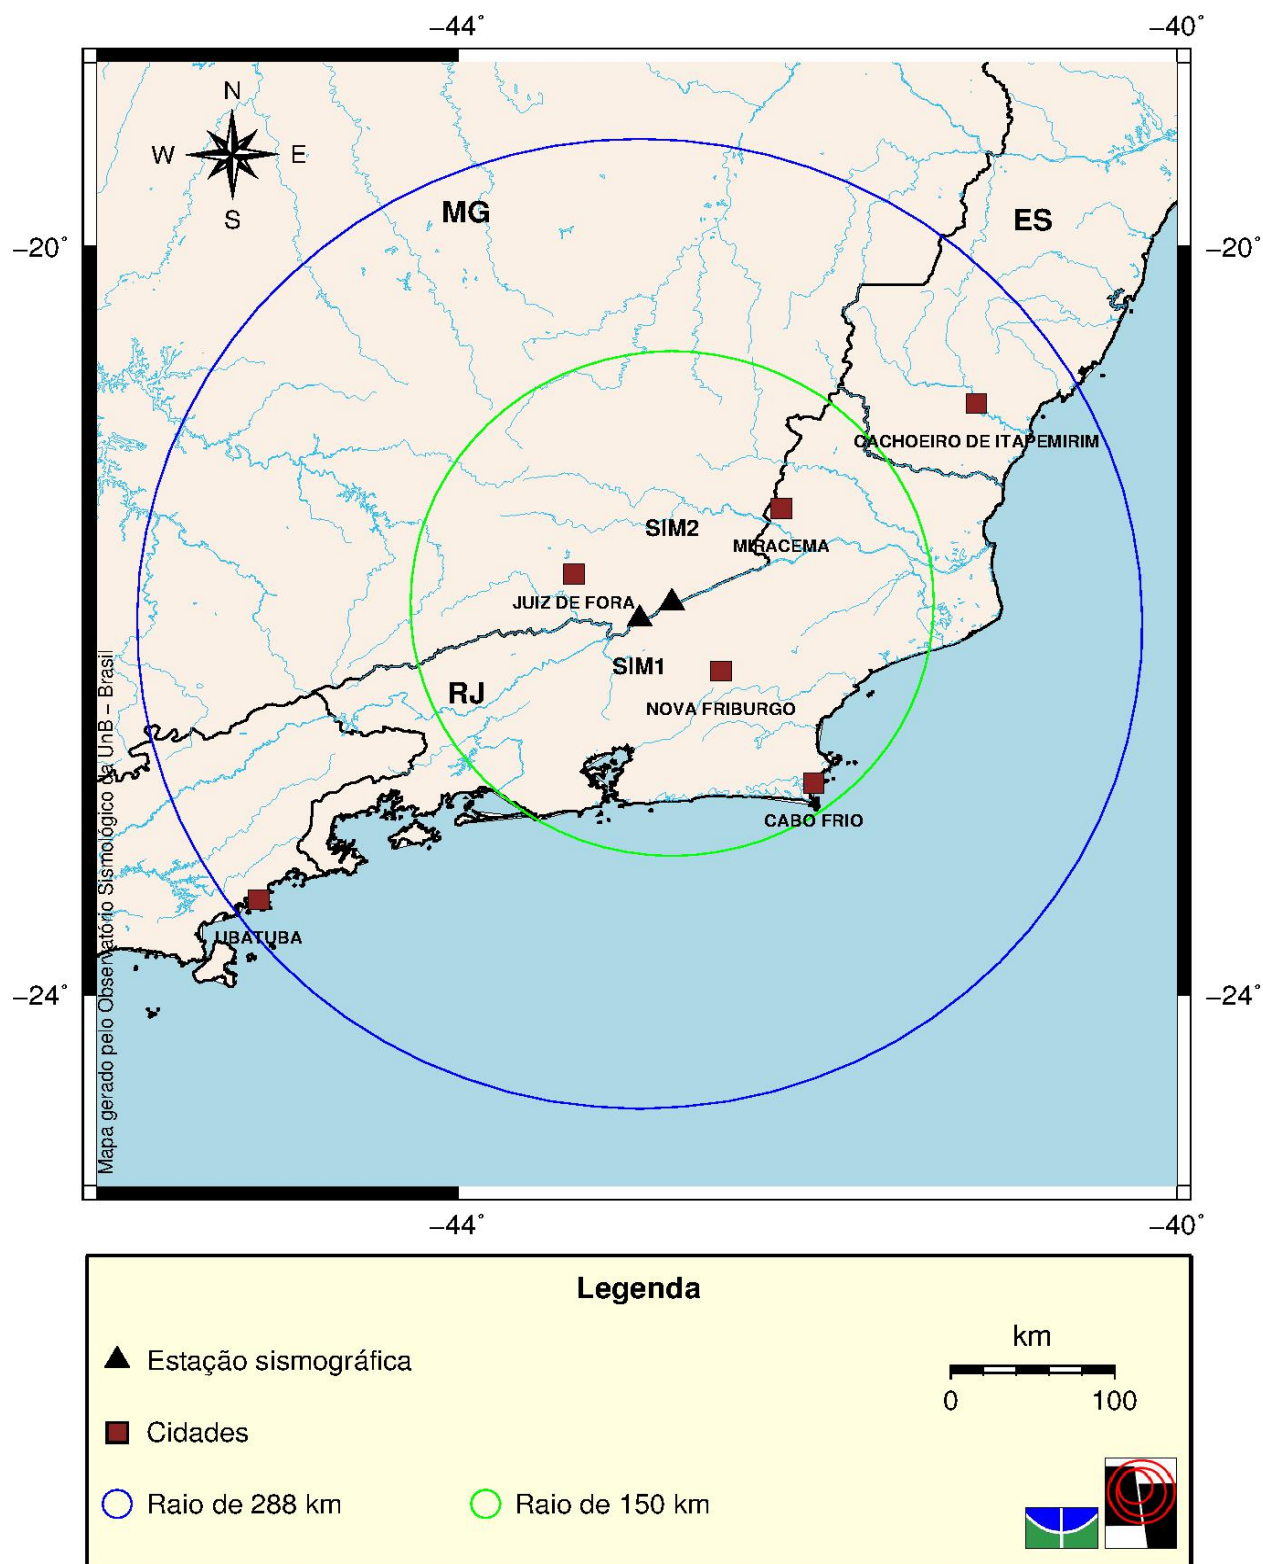 −44˚
−40˚
N
W
E
S
MG
ES
−20˚
−20˚
CACHOEIRO DE ITAPEMIRIM
SIM2
MIRACEMA
JUIZ DE FORA
SIM1
RJ
NOVA FRIBURGO
CABO FRIO
UBATUBA
Mapa gerado pelo Observatório Sismológico da UnB − Brasil
−24˚
−24˚
−44˚
−40˚
Legenda
km
Estação sismográfica
0
100
Cidades
Raio de 288 km
Raio de 150 km